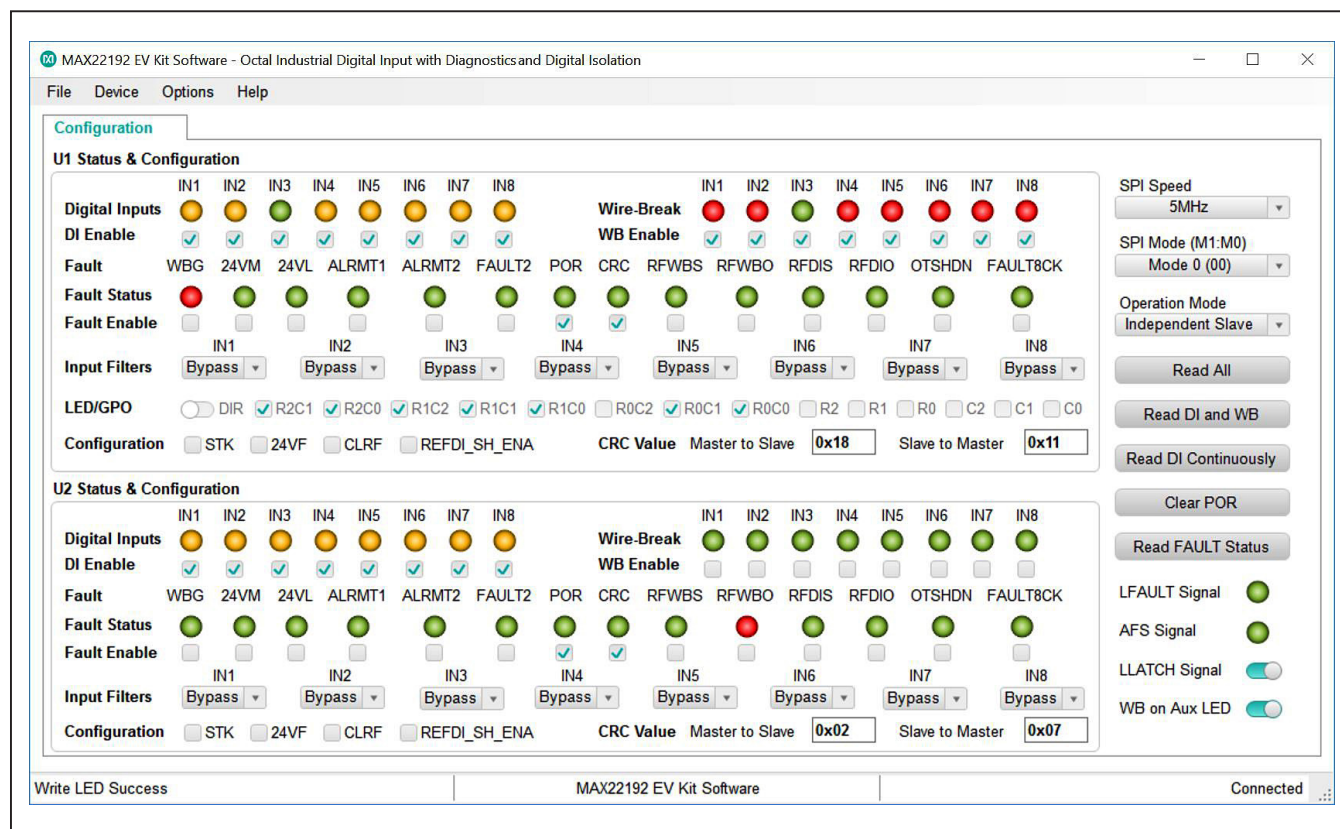 MAX22192 EV Kit Software - Octal Industrial Digital Input with Diagnostics and Digital Isolation
File Device Options Help
Configuration
U1 Status & Configuration
IN1 IN2 IN3 IN4 IN5 IN6 IN7 IN8 IN1 IN2 IN3 IN4 IN5 IN6 IN7 IN8
Digital Inputs Wire-Break
DI Enable WB Enable
Fault WBG 24VM 24VL ALRMT1 ALRMT2 FAULT2 POR CRC RFWBS RFWBO RFDIS RFDIO OTSHDN FAULT8CK
Fault Status
Fault Enable
IN1 IN2 IN3 IN4 IN5 IN6 IN7 IN8
Input Filters Bypass Bypass Bypass Bypass Bypass Bypass Bypass Bypass
LED/GPO DIR R2C1 R2C0 R1C2 R1C1 R1C0 R0C2 R0C1 R0C0 R2 R1 R0 C2 C1 C0
Configuration STK 24VF CLRF REFDI_SH_ENA CRC Value Master to Slave 0x18 Slave to Master 0x11
U2 Status & Configuration
IN1 IN2 IN3 IN4 IN5 IN6 IN7 IN8 IN1 IN2 IN3 IN4 IN5 IN6 IN7 IN8
Digital Inputs Wire-Break
DI Enable WB Enable
Fault WBG 24VM 24VL ALRMT1 ALRMT2 FAULT2 POR CRC RFWBS RFWBO RFDIS RFDIO OTSHDN FAULT8CK
Fault Status
Fault Enable
IN1 IN2 IN3 IN4 IN5 IN6 IN7 IN8
Input Filters Bypass Bypass Bypass Bypass Bypass Bypass Bypass Bypass
Configuration STK 24VF CLRF REFDI_SH_ENA CRC Value Master to Slave 0x02 Slave to Master 0x07
SPI Speed
5MHz
SPI Mode (M1:M0)
Mode 0 (00)
Operation Mode
Independent Slave
Read All
Read DI and WB
Read DI Continuously
Clear POR
Read FAULT Status
LFAULT Signal
AFS Signal
LLATCH Signal
WB on Aux LED
Write LED Success MAX22192 EV Kit Software Connected